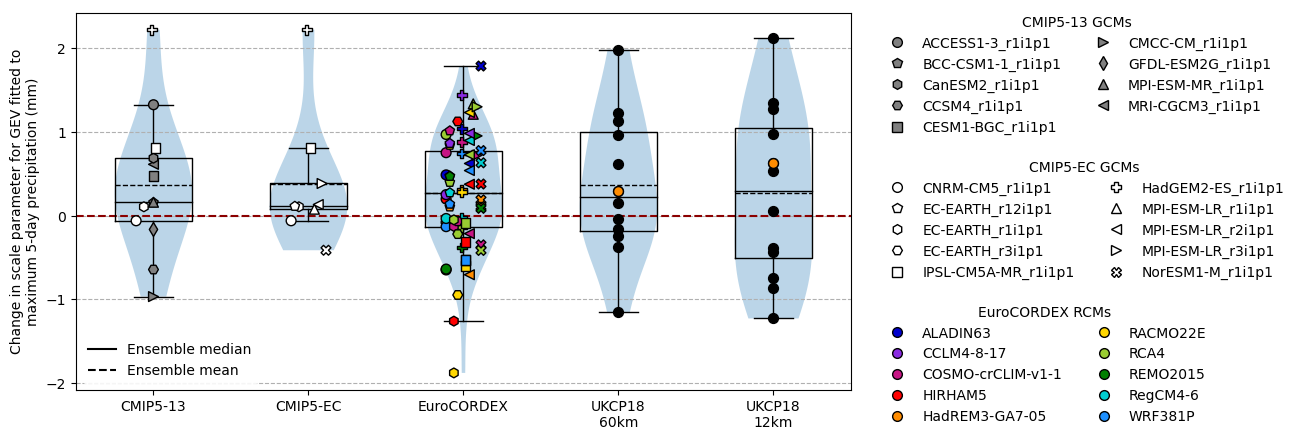 Change in scale parameter for GEV fitted to
maximum 5-day precipitation (mm)
2
1
0
−1
−2
Ensemble median
Ensemble mean
CMIP5-13
CMIP5-EC
EuroCORDEX
UKCP18
60km
UKCP18
12km
CMIP5-13 GCMs
ACCESS1-3_r1i1p1
BCC-CSM1-1_r1i1p1
CanESM2_r1i1p1
CCSM4_r1i1p1
CESM1-BGC_r1i1p1
CMCC-CM_r1i1p1
GFDL-ESM2G_r1i1p1
MPI-ESM-MR_r1i1p1
MRI-CGCM3_r1i1p1
CMIP5-EC GCMs
CNRM-CM5_r1i1p1
EC-EARTH_r12i1p1
EC-EARTH_r1i1p1
EC-EARTH_r3i1p1
IPSL-CM5A-MR_r1i1p1
HadGEM2-ES_r1i1p1
MPI-ESM-LR_r1i1p1
MPI-ESM-LR_r2i1p1
MPI-ESM-LR_r3i1p1
NorESM1-M_r1i1p1
EuroCORDEX RCMs
ALADIN63
CCLM4-8-17
COSMO-crCLIM-v1-1
HIRHAM5
HadREM3-GA7-05
RACMO22E
RCA4
REMO2015
RegCM4-6
WRF381P